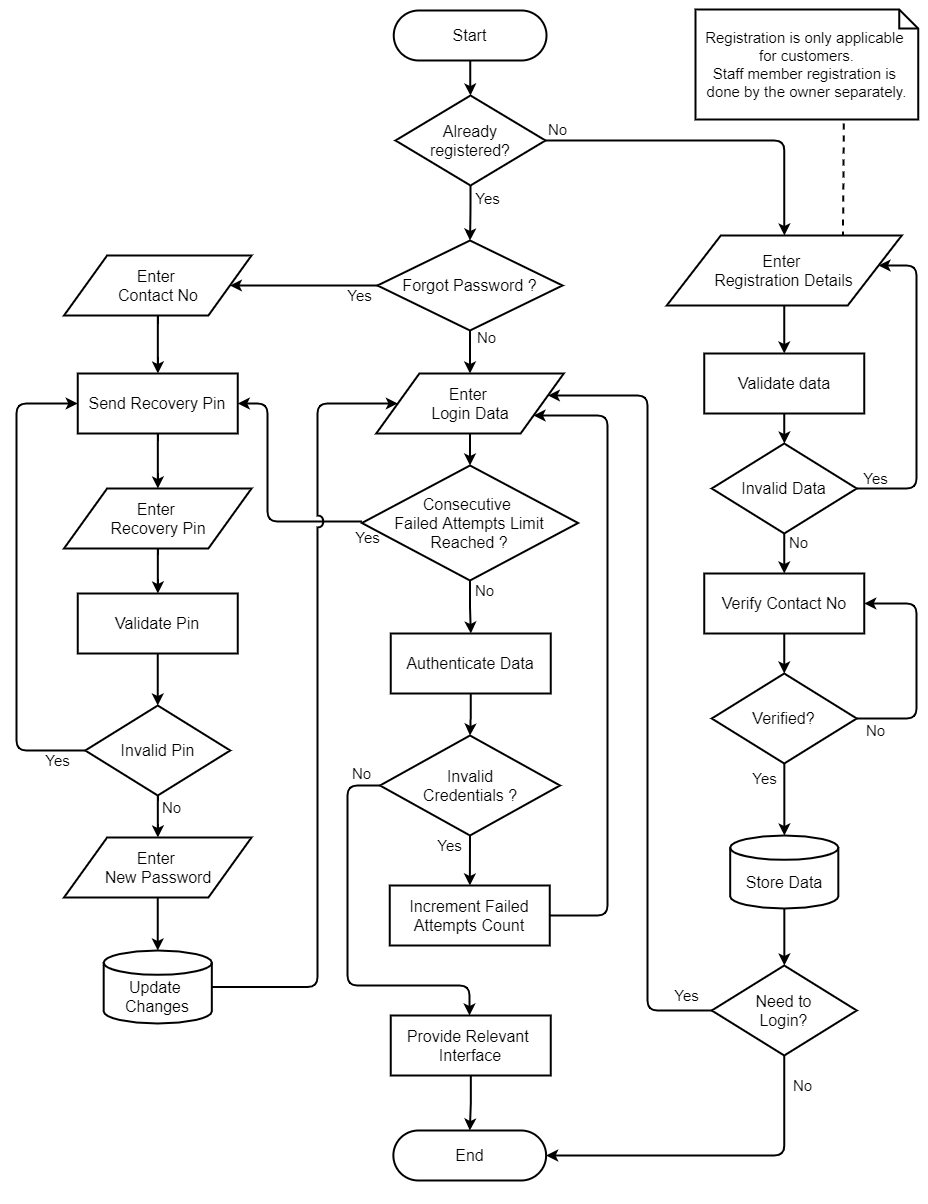 Start
Registration is only applicable
for customers.
Staff member registration is
done by the owner separately.
Already
registered?
No
Yes
Enter
Contact No
Yes
Forgot Password ?
No
Enter
Registration Details
Send Recovery Pin
Enter
Login Data
Validate data
Enter
Recovery Pin
Yes
Consecutive
Failed Attempts Limit
Reached ?
No
Invalid Data
Yes
No
Validate Pin
Authenticate Data
Verify Contact No
Invalid Pin
Yes
No
No
Invalid
Credentials ?
Yes
Verified?
No
Yes
Enter
New Password
Increment Failed
Attempts Count
Store Data
Update
Changes
Provide Relevant
Interface
Yes
Need to
Login?
No
End